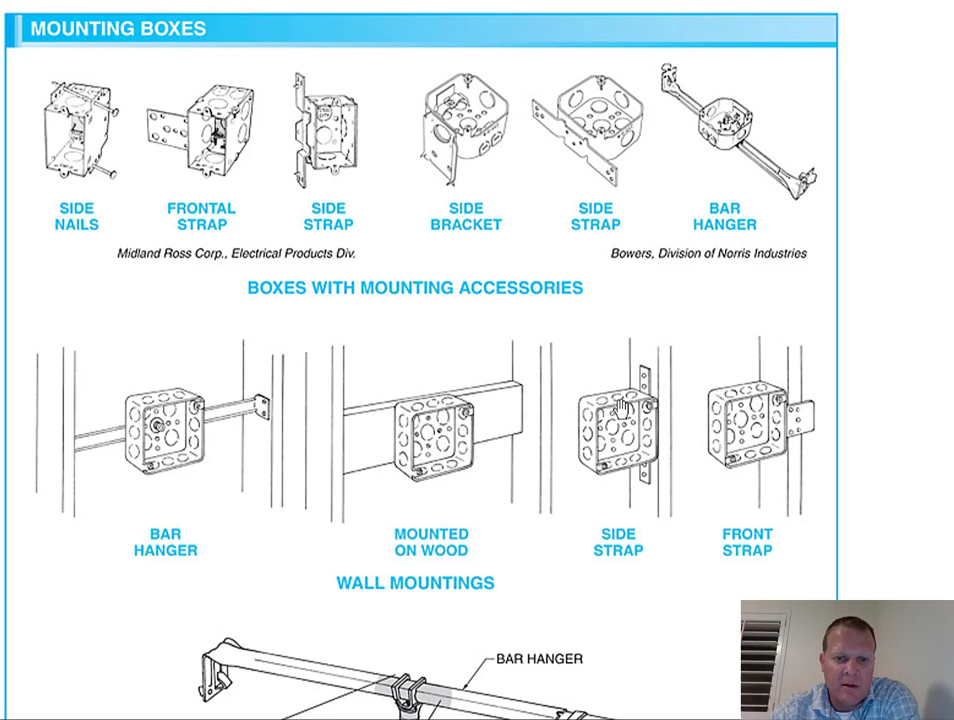 MOUNTING BOXES
SIDE
NAILS
FRONTAL
STRAP
SIDE
STRAP
SIDE
BRACKET
SIDE
STRAP
BAR
HANGER
Midland Ross Corp., Electrical Products Div.
Bowers, Division of Norris Industries
BOXES WITH MOUNTING ACCESSORIES
BAR
HANGER
MOUNTED
ON WOOD
SIDE
STRAP
FRONT
STRAP
WALL MOUNTINGS
BAR HANGER